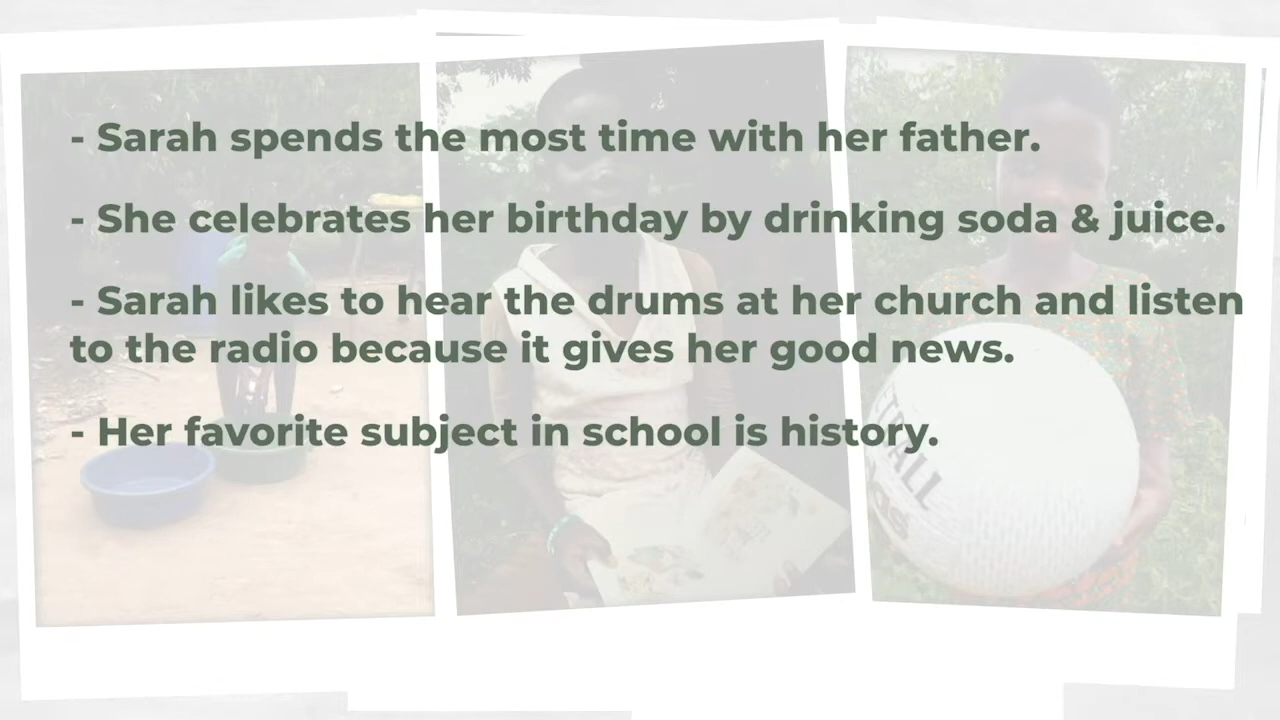 - Sarah spends the most time with her father.
- She celebrates her birthday by drinking soda & juice.
- Sarah likes to hear the drums at her church and listen
to the radio because it gives her good news.
- Her favorite subject in school is history.